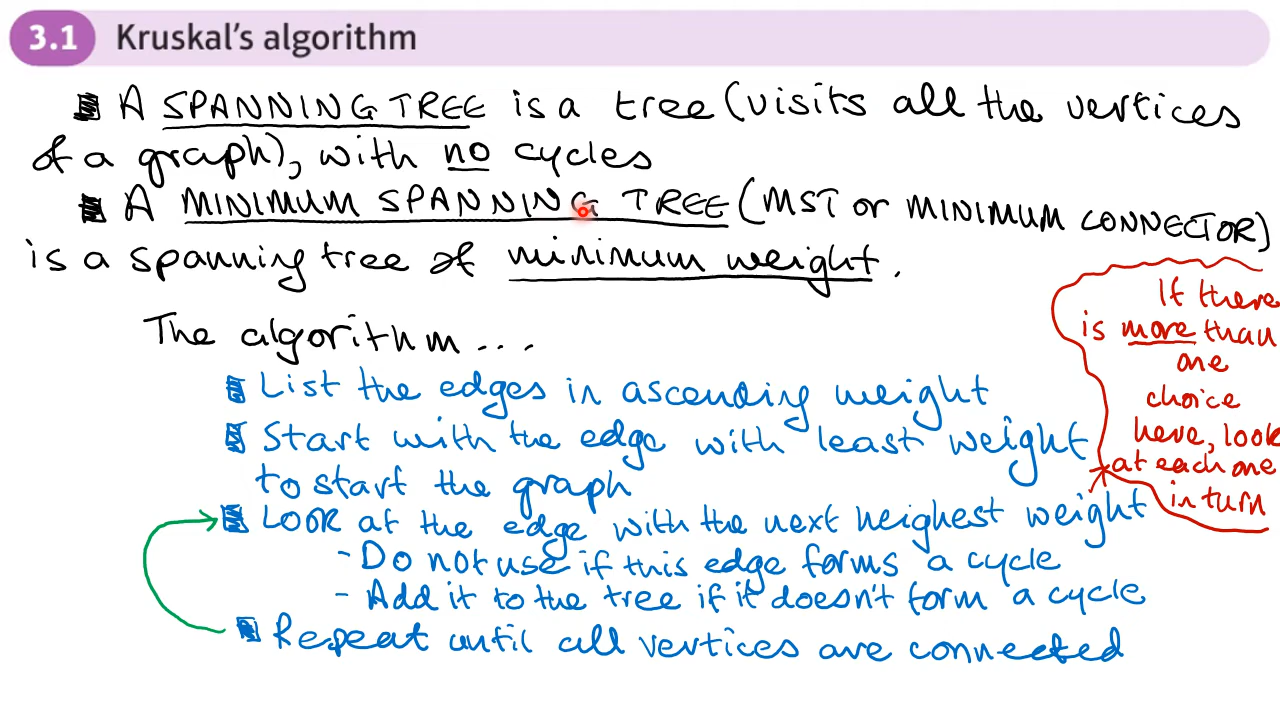 3.1 Kruskal's algorithm
A SPANNING TREE is a tree (visits all the vertices
of a graph), with no cycles
A MINIMUM SPANNING TREE (MST or MINIMUM CONNECTOR)
is a spanning tree of minimum weight.
The algorithm...
List the edges in ascending weight
Start with the edge with least weight
to start the graph
Look at the edge with the next heighest weight
- Do not use if this edge forms a cycle
- Add it to the tree if it doesn't form a cycle
Repeat until all vertices are connected
If there
is more than
one
choice
here, look
at each one
in turn